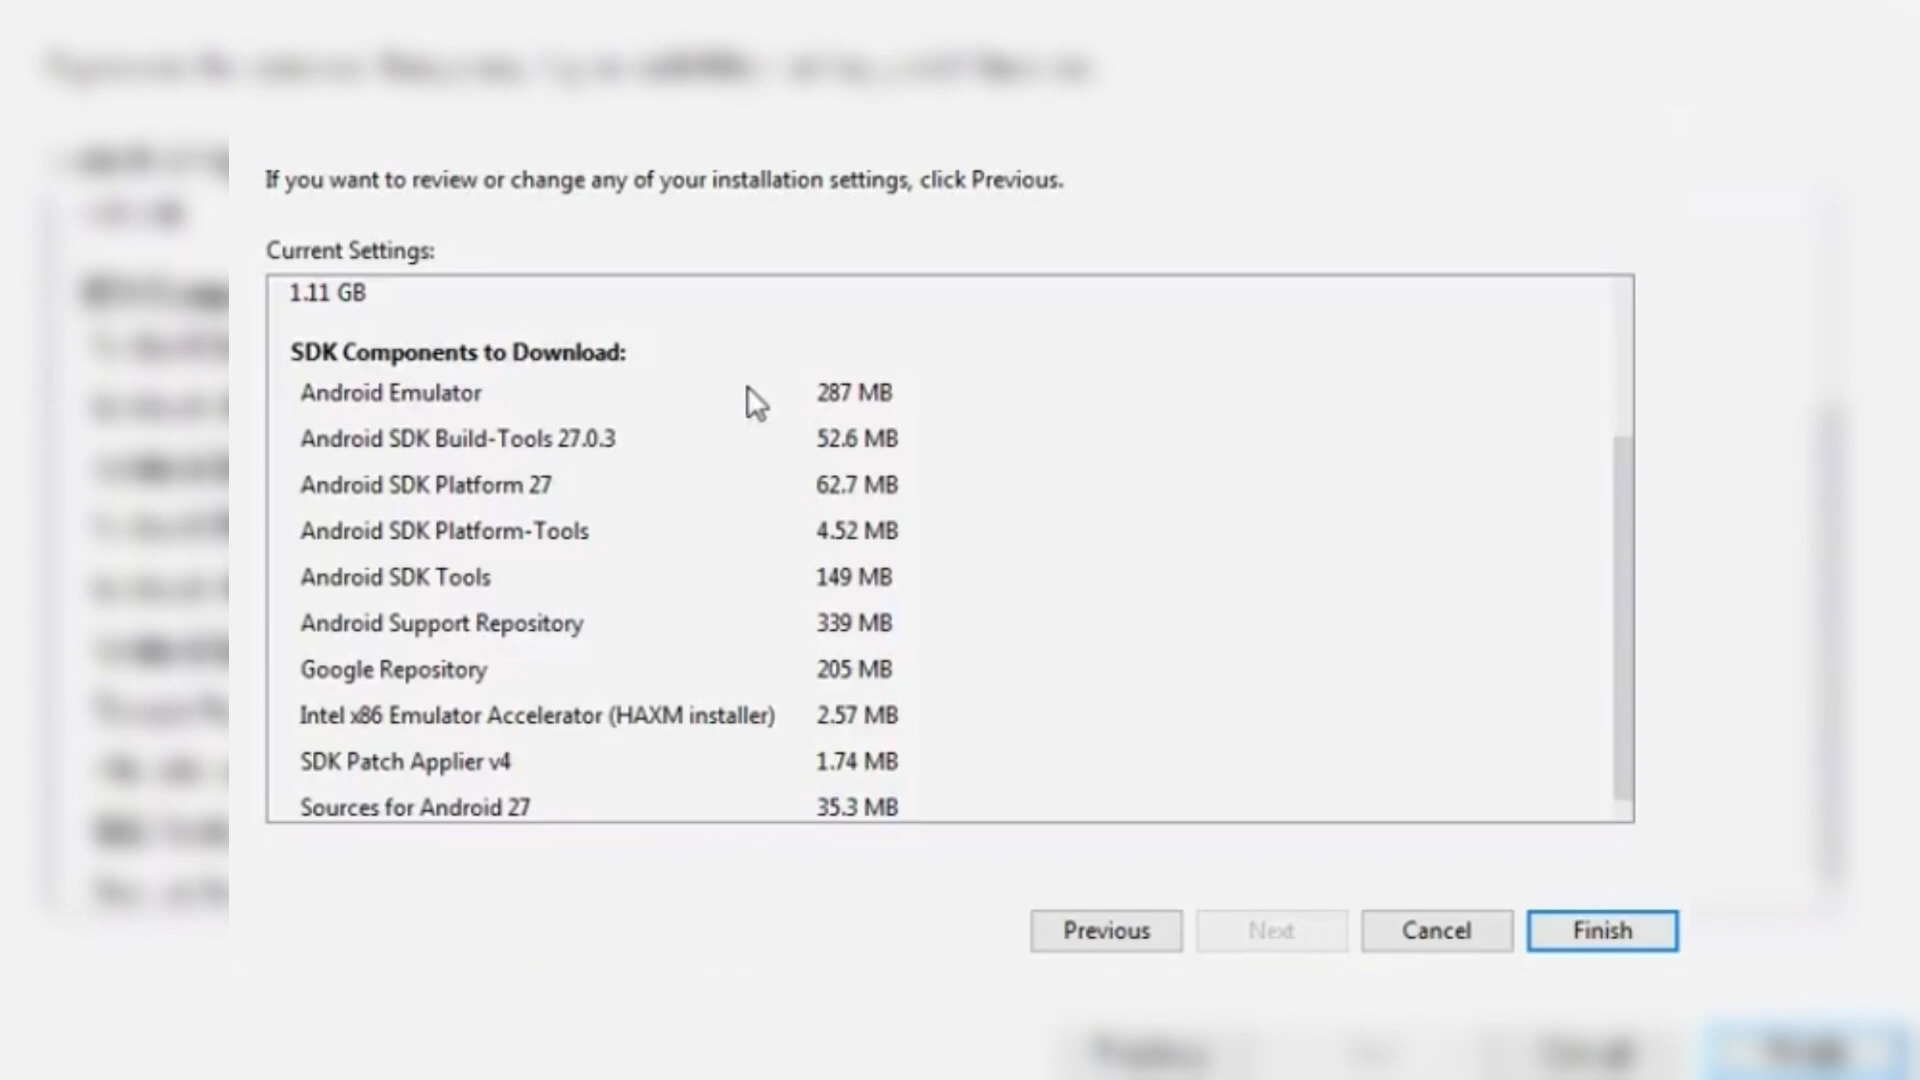 If you want to review or change any of your installation settings, click Previous.
Current Settings:
1.11 GB
SDK Components to Download:
Android Emulator 287 MB
Android SDK Build-Tools 27.0.3 52.6 MB
Android SDK Platform 27 62.7 MB
Android SDK Platform-Tools 4.52 MB
Android SDK Tools 149 MB
Android Support Repository 339 MB
Google Repository 205 MB
Intel x86 Emulator Accelerator (HAXM installer) 2.57 MB
SDK Patch Applier v4 1.74 MB
Sources for Android 27 35.3 MB
Previous Next Cancel Finish